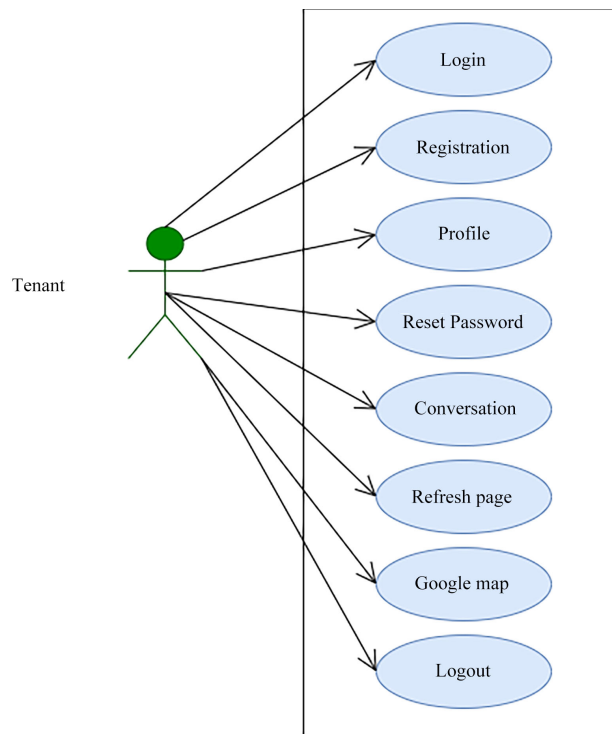 Login
Registration
Profile
Tenant
Reset Password
Conversation
Refresh page
Google map
Logout